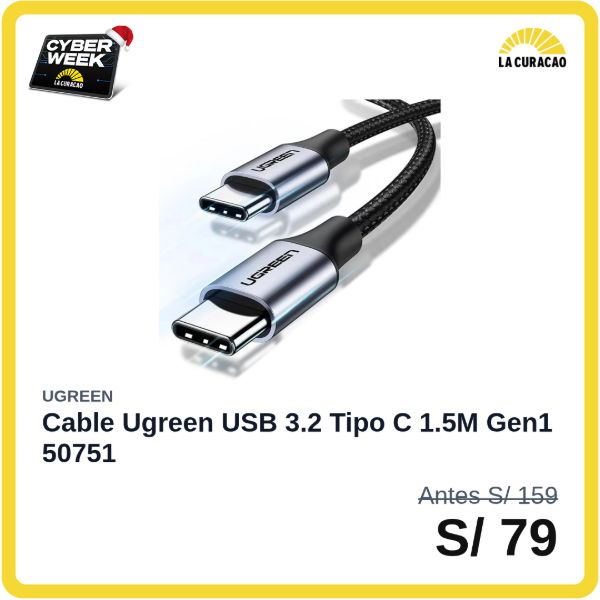 CYBER
WEEK
LA CURACAO
LA CURACAO
UGREEN
UGREEN
UGREEN
Cable Ugreen USB 3.2 Tipo C 1.5M Gen1
50751
Antes S/ 159
S/ 79